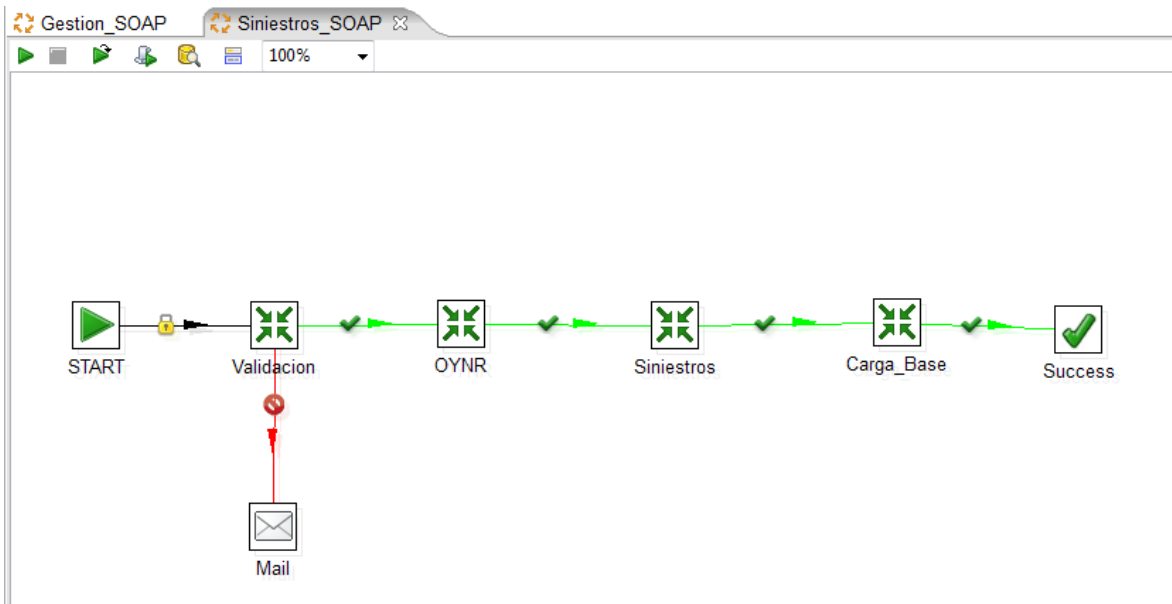 Gestion_SOAP
Siniestros_SOAP
100%
START
Validacion
OYNR
Siniestros
Carga_Base
Success
Mail